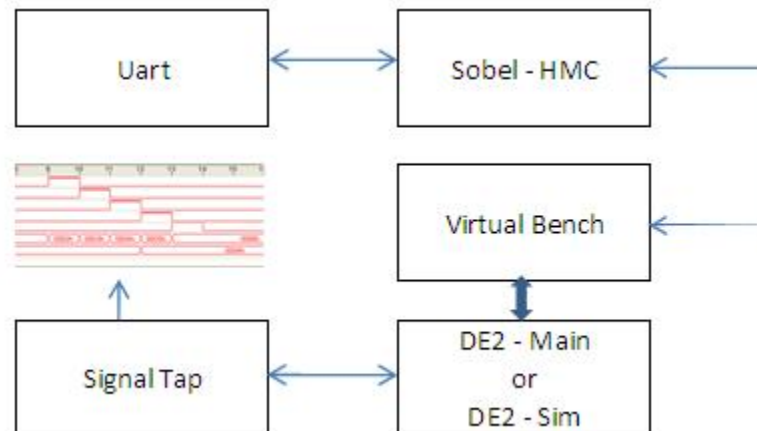 Uart
Sobel - HMC
Virtual Bench
Signal Tap
DE2 - Main
or
DE2 - Sim